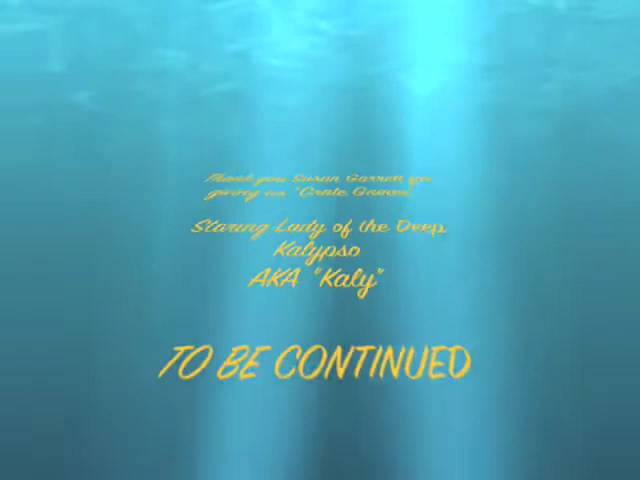 Thank you Susan Garrett for
giving us "Crate Games"
Staring Lady of the Deep
Kalypso
AKA "Kaly"
TO BE CONTINUED